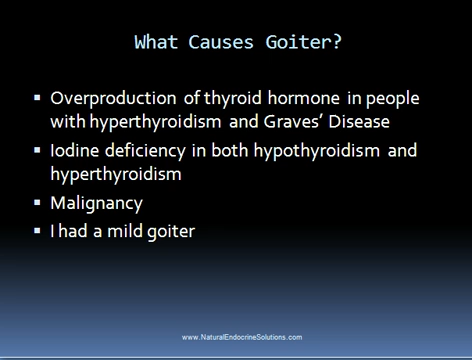 What Causes Goiter?
Overproduction of thyroid hormone in people
with hyperthyroidism and Graves’ Disease
Iodine deficiency in both hypothyroidism and
hyperthyroidism
Malignancy
I had a mild goiter
www.NaturalEndocrineSolutions.com